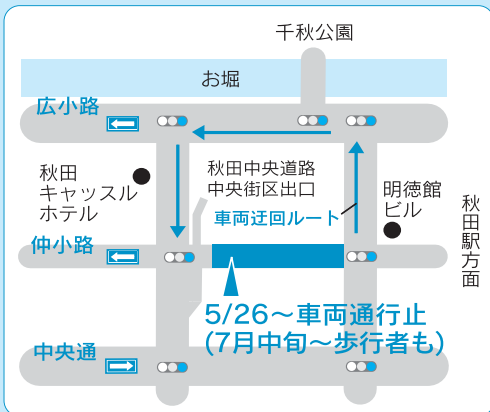 千秋公園
お堀
広小路
秋田
キャッスル
ホテル
秋田中央道路
中央街区出口
車両迂回ルート
明徳館
ビル
秋田駅方面
仲小路
5/26～車両通行止
(7月中旬～歩行者も)
中央通